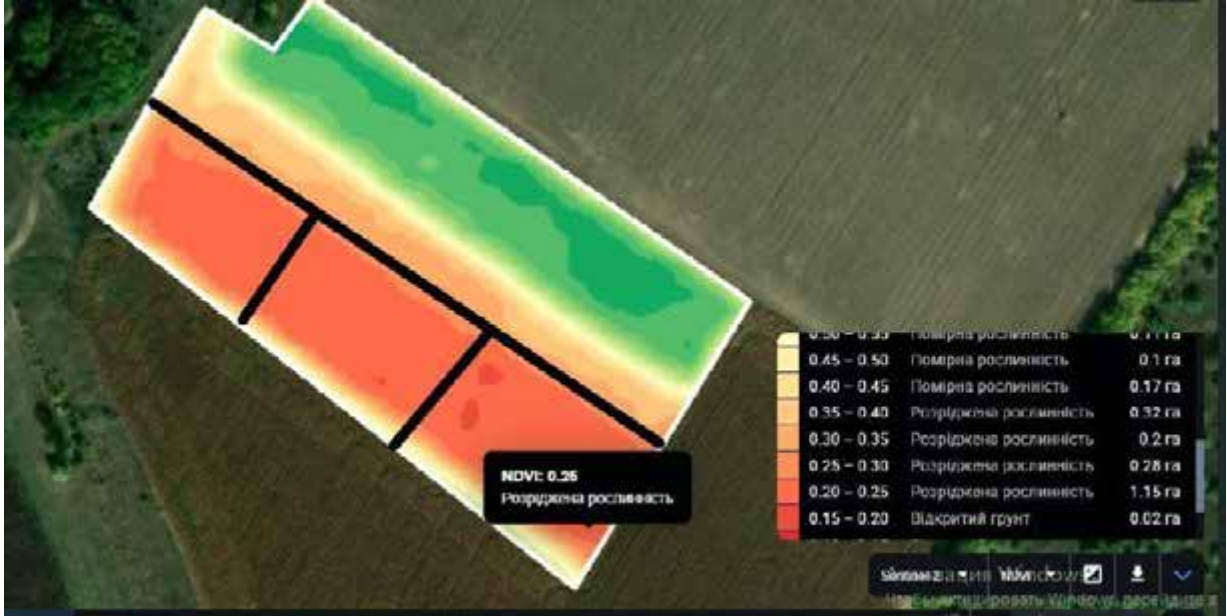 NDVI: 0.25
Розріджена рослинність
Помірна рослинність
0.45 – 0.50 Помірна рослинність 0.1 га
0.40 – 0.45 Помірна рослинність 0.17 га
0.35 – 0.40 Розріджена рослинність 0.32 га
0.30 – 0.35 Розріджена рослинність 0.2 га
0.25 – 0.30 Розріджена рослинність 0.28 га
0.20 – 0.25 Розріджена рослинність 1.15 га
0.15 – 0.20 Відкритий грунт 0.02 га